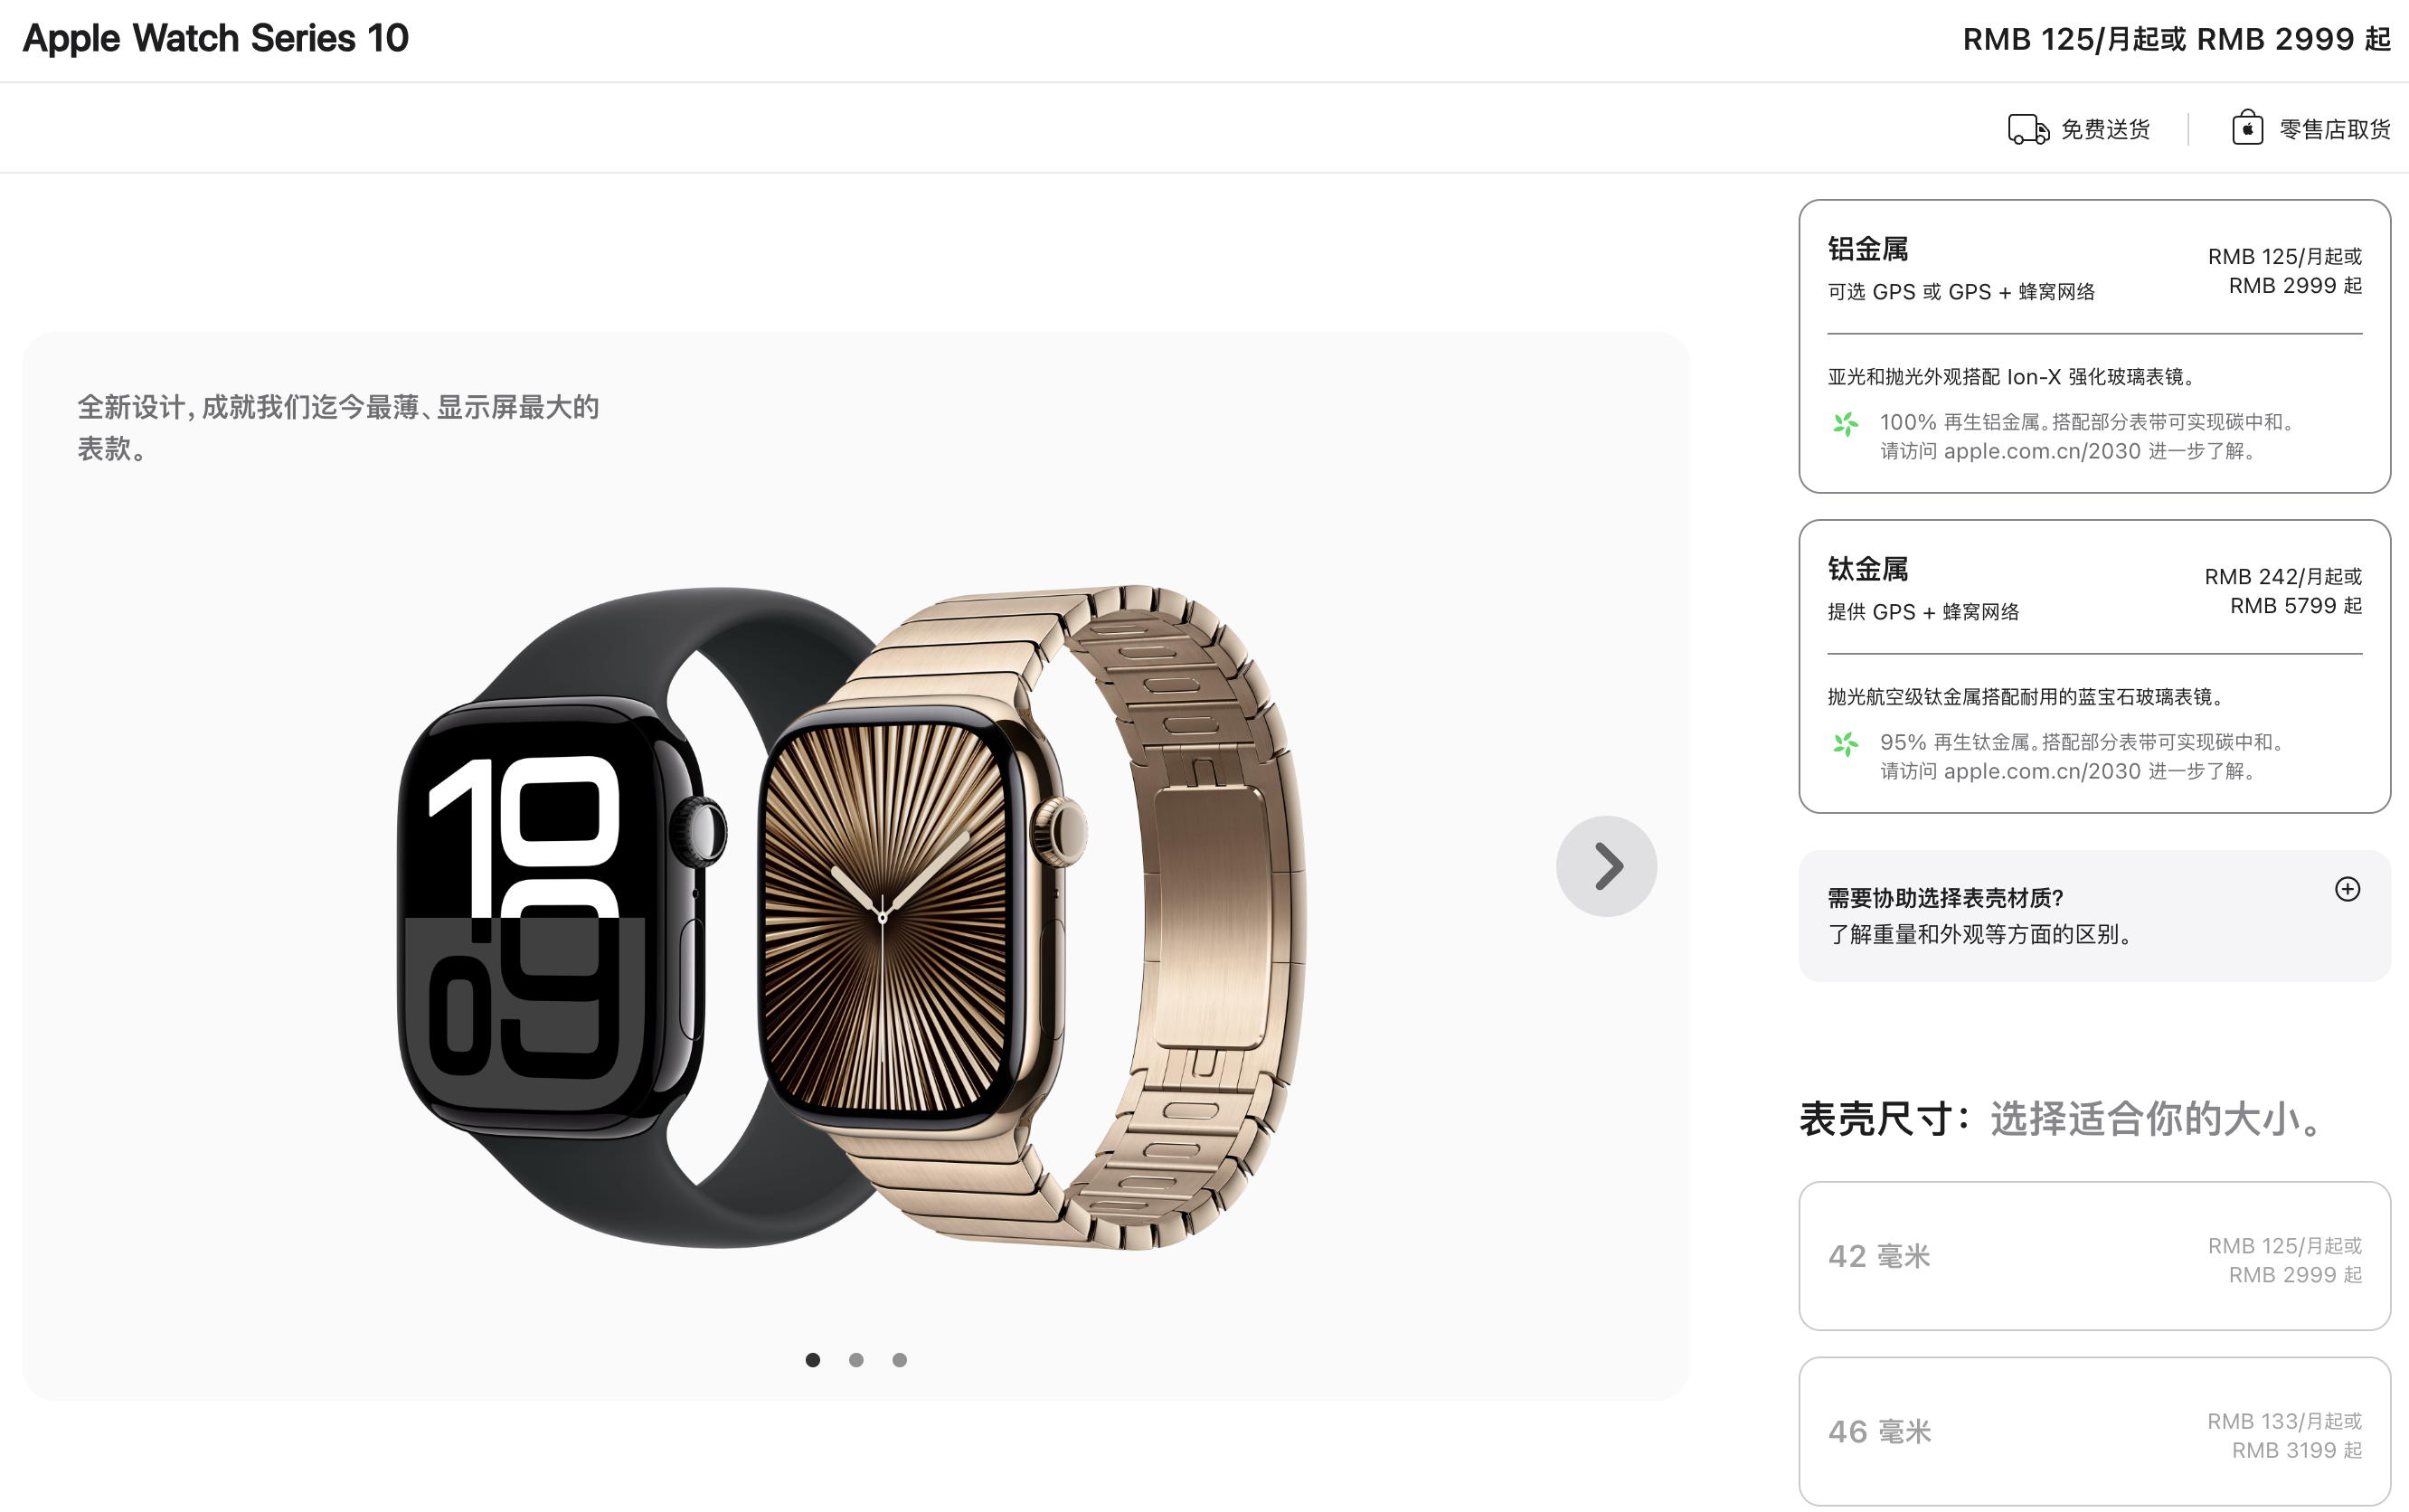 Apple Watch Series 10
RMB 125/月起或 RMB 2999 起
免费送货
零售店取货
全新设计，成就我们迄今最薄、显示屏最大的
表款。
10
09
铝金属
可选 GPS 或 GPS + 蜂窝网络
RMB 125/月起或
RMB 2999 起
亚光和抛光外观搭配 Ion-X 强化玻璃表镜。
100% 再生铝金属。搭配部分表带可实现碳中和。
请访问 apple.com.cn/2030 进一步了解。
钛金属
提供 GPS + 蜂窝网络
RMB 242/月起或
RMB 5799 起
抛光航空级钛金属搭配耐用的蓝宝石玻璃表镜。
95% 再生钛金属。搭配部分表带可实现碳中和。
请访问 apple.com.cn/2030 进一步了解。
需要协助选择表壳材质？
了解重量和外观等方面的区别。
表壳尺寸：选择适合你的大小。
42 毫米
RMB 125/月起或
RMB 2999 起
46 毫米
RMB 133/月起或
RMB 3199 起